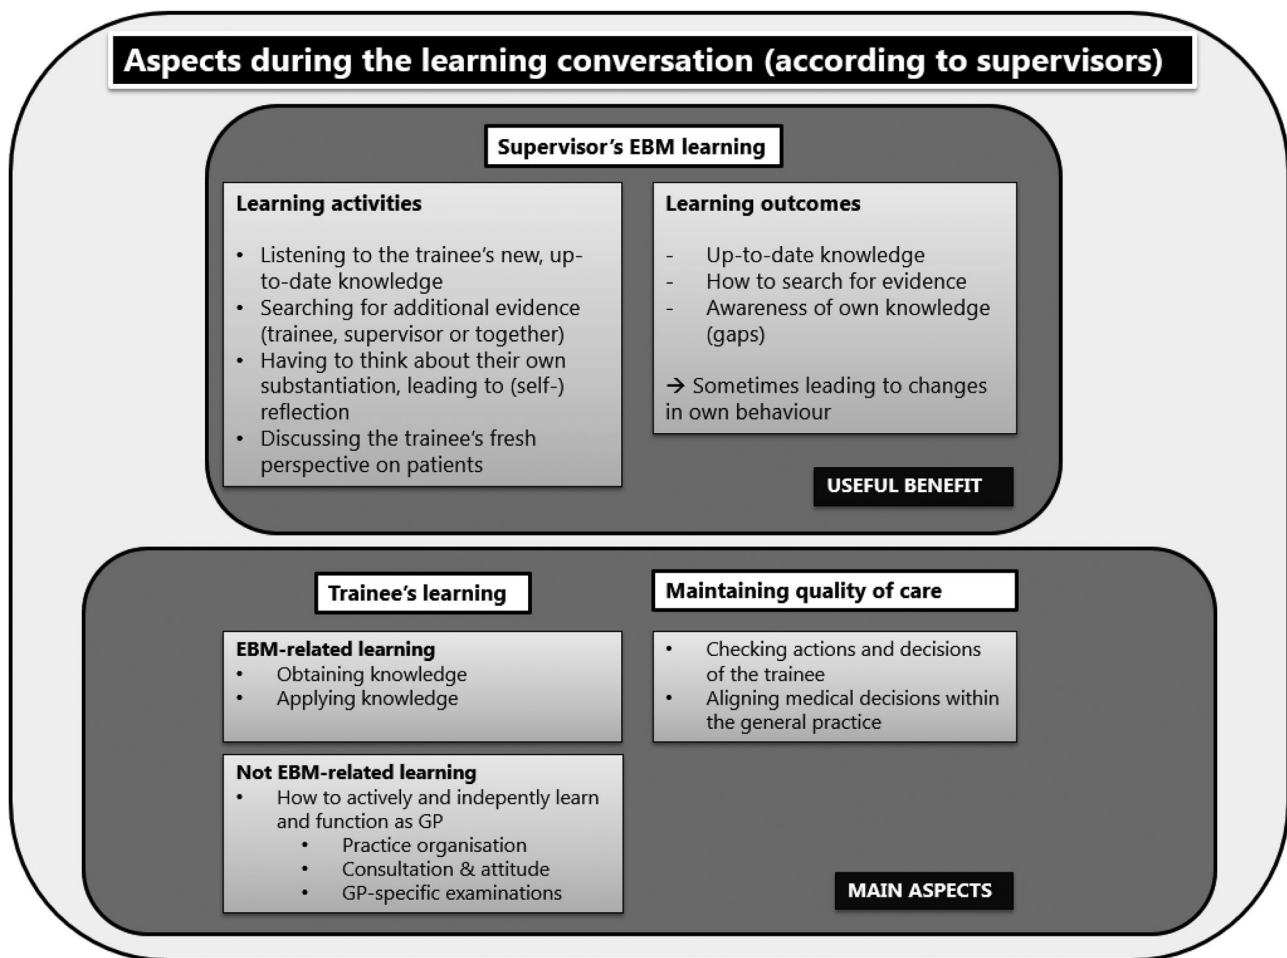 Aspects during the learning conversation (according to supervisors)
Supervisor's EBM learning
Learning activities
• Listening to the trainee's new, up-
to-date knowledge
• Searching for additional evidence
(trainee, supervisor or together)
• Having to think about their own
substantiation, leading to (self-)
reflection
• Discussing the trainee's fresh
perspective on patients
Learning outcomes
- Up-to-date knowledge
- How to search for evidence
- Awareness of own knowledge
(gaps)
→ Sometimes leading to changes
in own behaviour
USEFUL BENEFIT
Trainee's learning
EBM-related learning
• Obtaining knowledge
• Applying knowledge
Not EBM-related learning
• How to actively and indepently learn
and function as GP
• Practice organisation
• Consultation & attitude
• GP-specific examinations
Maintaining quality of care
• Checking actions and decisions
of the trainee
• Aligning medical decisions within
the general practice
MAIN ASPECTS